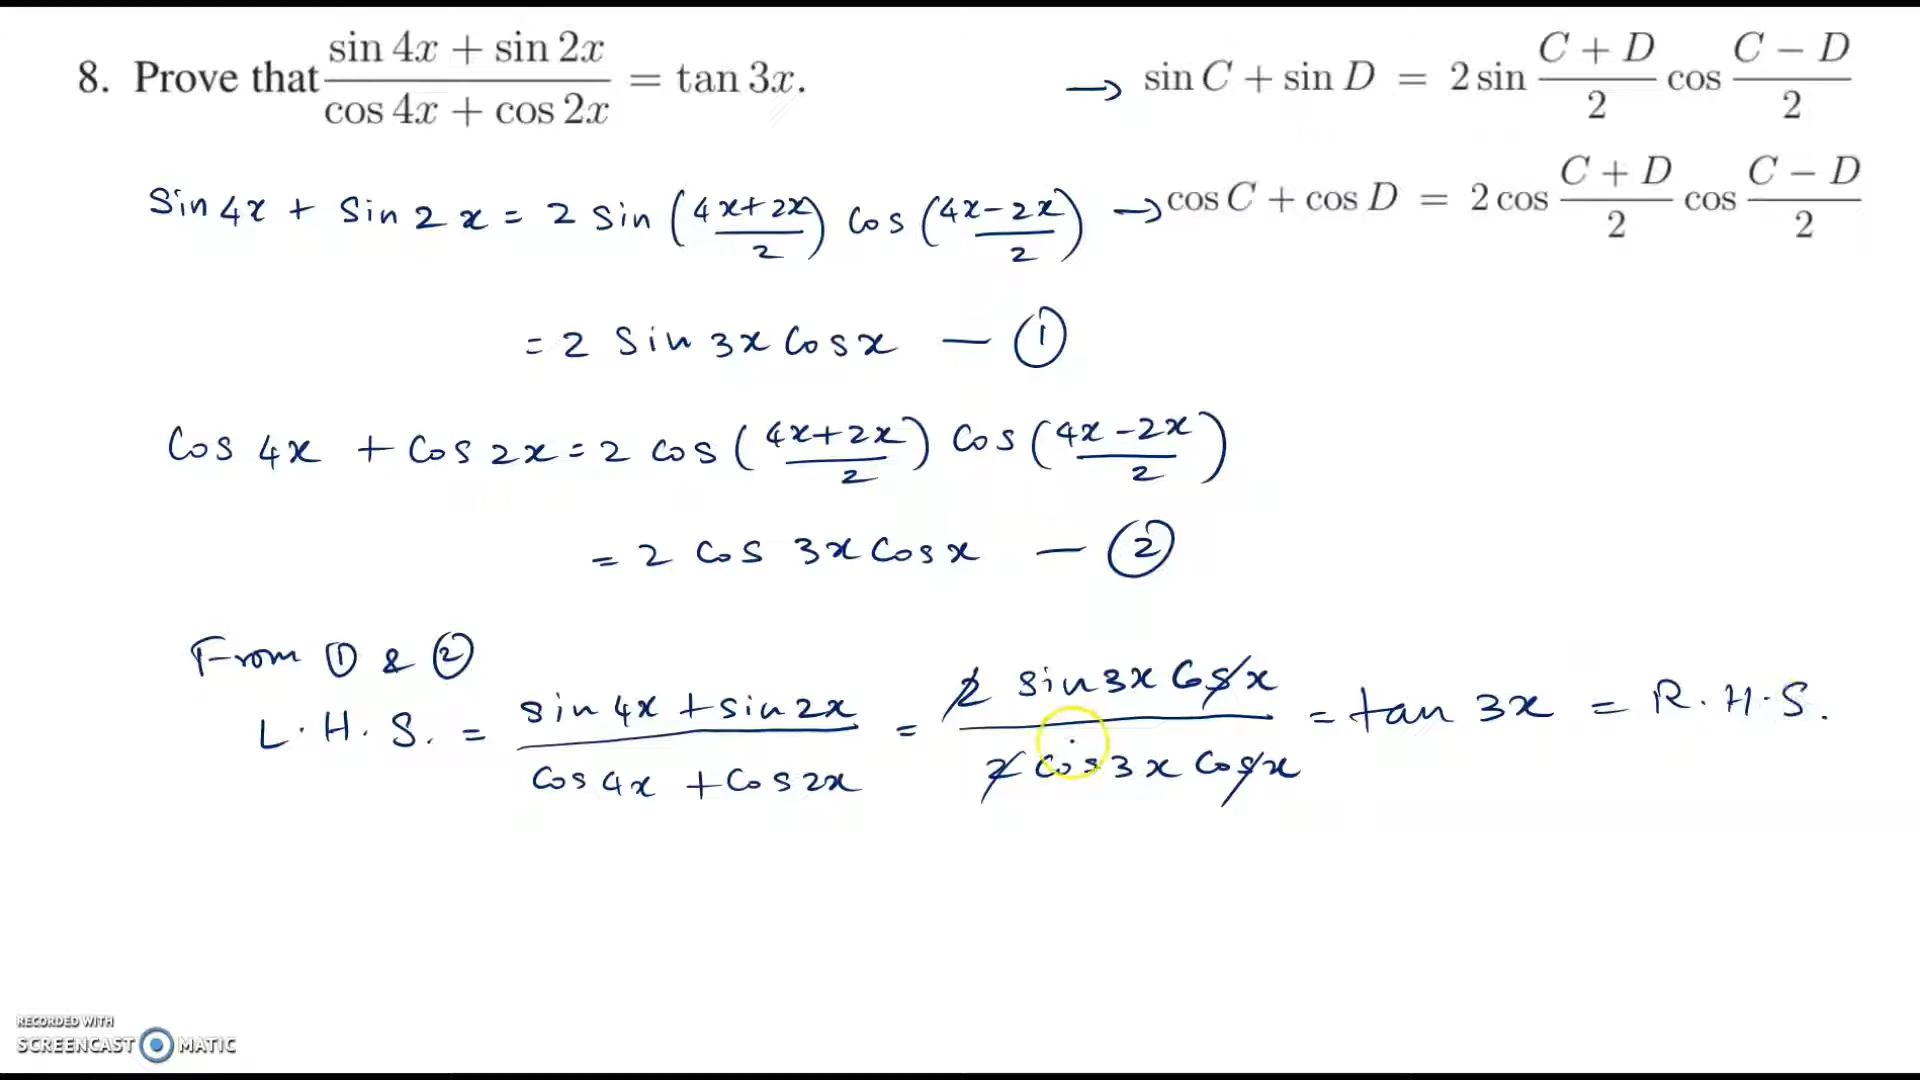 8. Prove that (sin 4x + sin 2x)/(cos 4x + cos 2x) = tan 3x.
→ sin C + sin D = 2 sin (C + D)/2 cos (C − D)/2
→ cos C + cos D = 2 cos (C + D)/2 cos (C − D)/2
Sin 4x + Sin 2x = 2 Sin ((4x+2x)/2) Cos ((4x−2x)/2)
= 2 Sin 3x Cosx — ①
Cos 4x + Cos 2x = 2 Cos ((4x+2x)/2) Cos ((4x−2x)/2)
= 2 Cos 3x Cosx — ②
From ① & ②
L.H.S. = (sin 4x + sin 2x)/(Cos 4x + Cos 2x) = (2 sin 3x Cosx)/(2 Cos 3x Cosx) = tan 3x = R.H.S.
RECORDED WITH
SCREENCAST MATIC